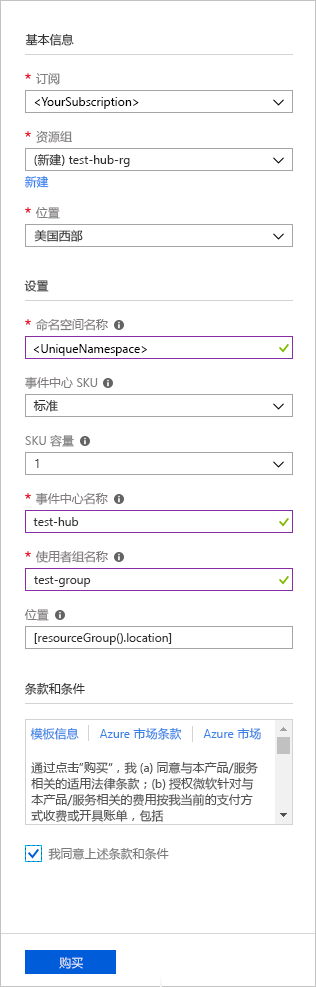 基本信息
* 订阅
<YourSubscription>
* 资源组
(新建) test-hub-rg
新建
* 位置
美国西部
设置
* 命名空间名称
<UniqueNamespace>
事件中心 SKU
标准
SKU 容量
1
* 事件中心名称
test-hub
* 使用者组名称
test-group
位置
[resourceGroup().location]
条款和条件
模板信息 Azure 市场条款 Azure 市场
通过点击“购买”，我 (a) 同意与本产品/服务
相关的适用法律条款；(b) 授权微软针对与
本产品/服务相关的费用按我当前的支付方
式收费或开具账单，包括
我同意上述条款和条件
购买